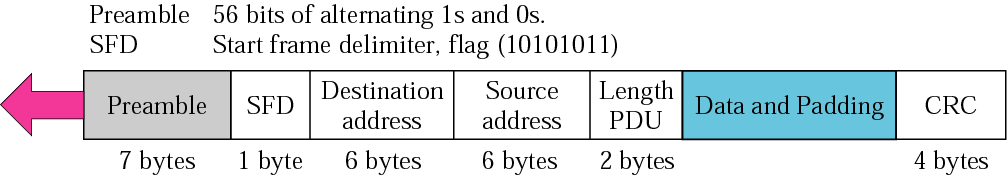 Preamble 56 bits of alternating 1s and 0s.
SFD Start frame delimiter, flag (10101011)
Preamble SFD Destination address Source address Length PDU Data and Padding CRC
7 bytes 1 byte 6 bytes 6 bytes 2 bytes 4 bytes